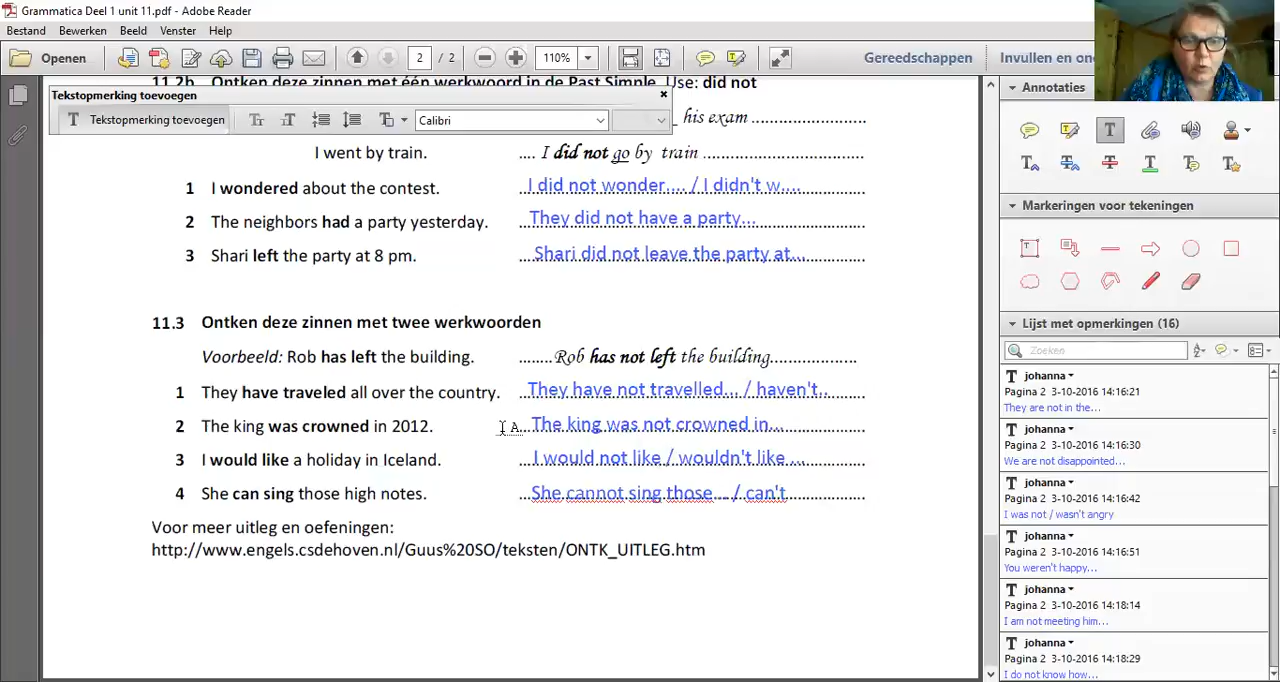 Grammatica Deel 1 unit 11.pdf - Adobe Reader
Bestand Bewerken Beeld Venster Help
Openen 2 / 2 110% Gereedschappen Invullen en on
11.2b Ontken deze zinnen met één werkwoord in de Past Simple. Use: did not
Tekstopmerking toevoegen
Tekstopmerking toevoegen Calibri
his exam ........................
I went by train. .... I did not go by train .................................
1 I wondered about the contest. I did not wonder.... / I didn't w....
2 The neighbors had a party yesterday. They did not have a party...
3 Shari left the party at 8 pm. Shari did not leave the party at...
11.3 Ontken deze zinnen met twee werkwoorden
Voorbeeld: Rob has left the building. ........Rob has not left the building.................
1 They have traveled all over the country. They have not travelled... / haven't..
2 The king was crowned in 2012. The king was not crowned in...
3 I would like a holiday in Iceland. I would not like / wouldn't like ...
4 She can sing those high notes. She cannot sing those... / can't
Voor meer uitleg en oefeningen:
http://www.engels.csdehoven.nl/Guus%20SO/teksten/ONTK_UITLEG.htm
Annotaties
Markeringen voor tekeningen
Lijst met opmerkingen (16)
Zoeken
johanna
Pagina 2 3-10-2016 14:16:21
They are not in the...
johanna
Pagina 2 3-10-2016 14:16:30
We are not disappointed...
johanna
Pagina 2 3-10-2016 14:16:42
I was not / wasn't angry
johanna
Pagina 2 3-10-2016 14:16:51
You weren't happy...
johanna
Pagina 2 3-10-2016 14:18:14
I am not meeting him...
johanna
Pagina 2 3-10-2016 14:18:29
I do not know how...